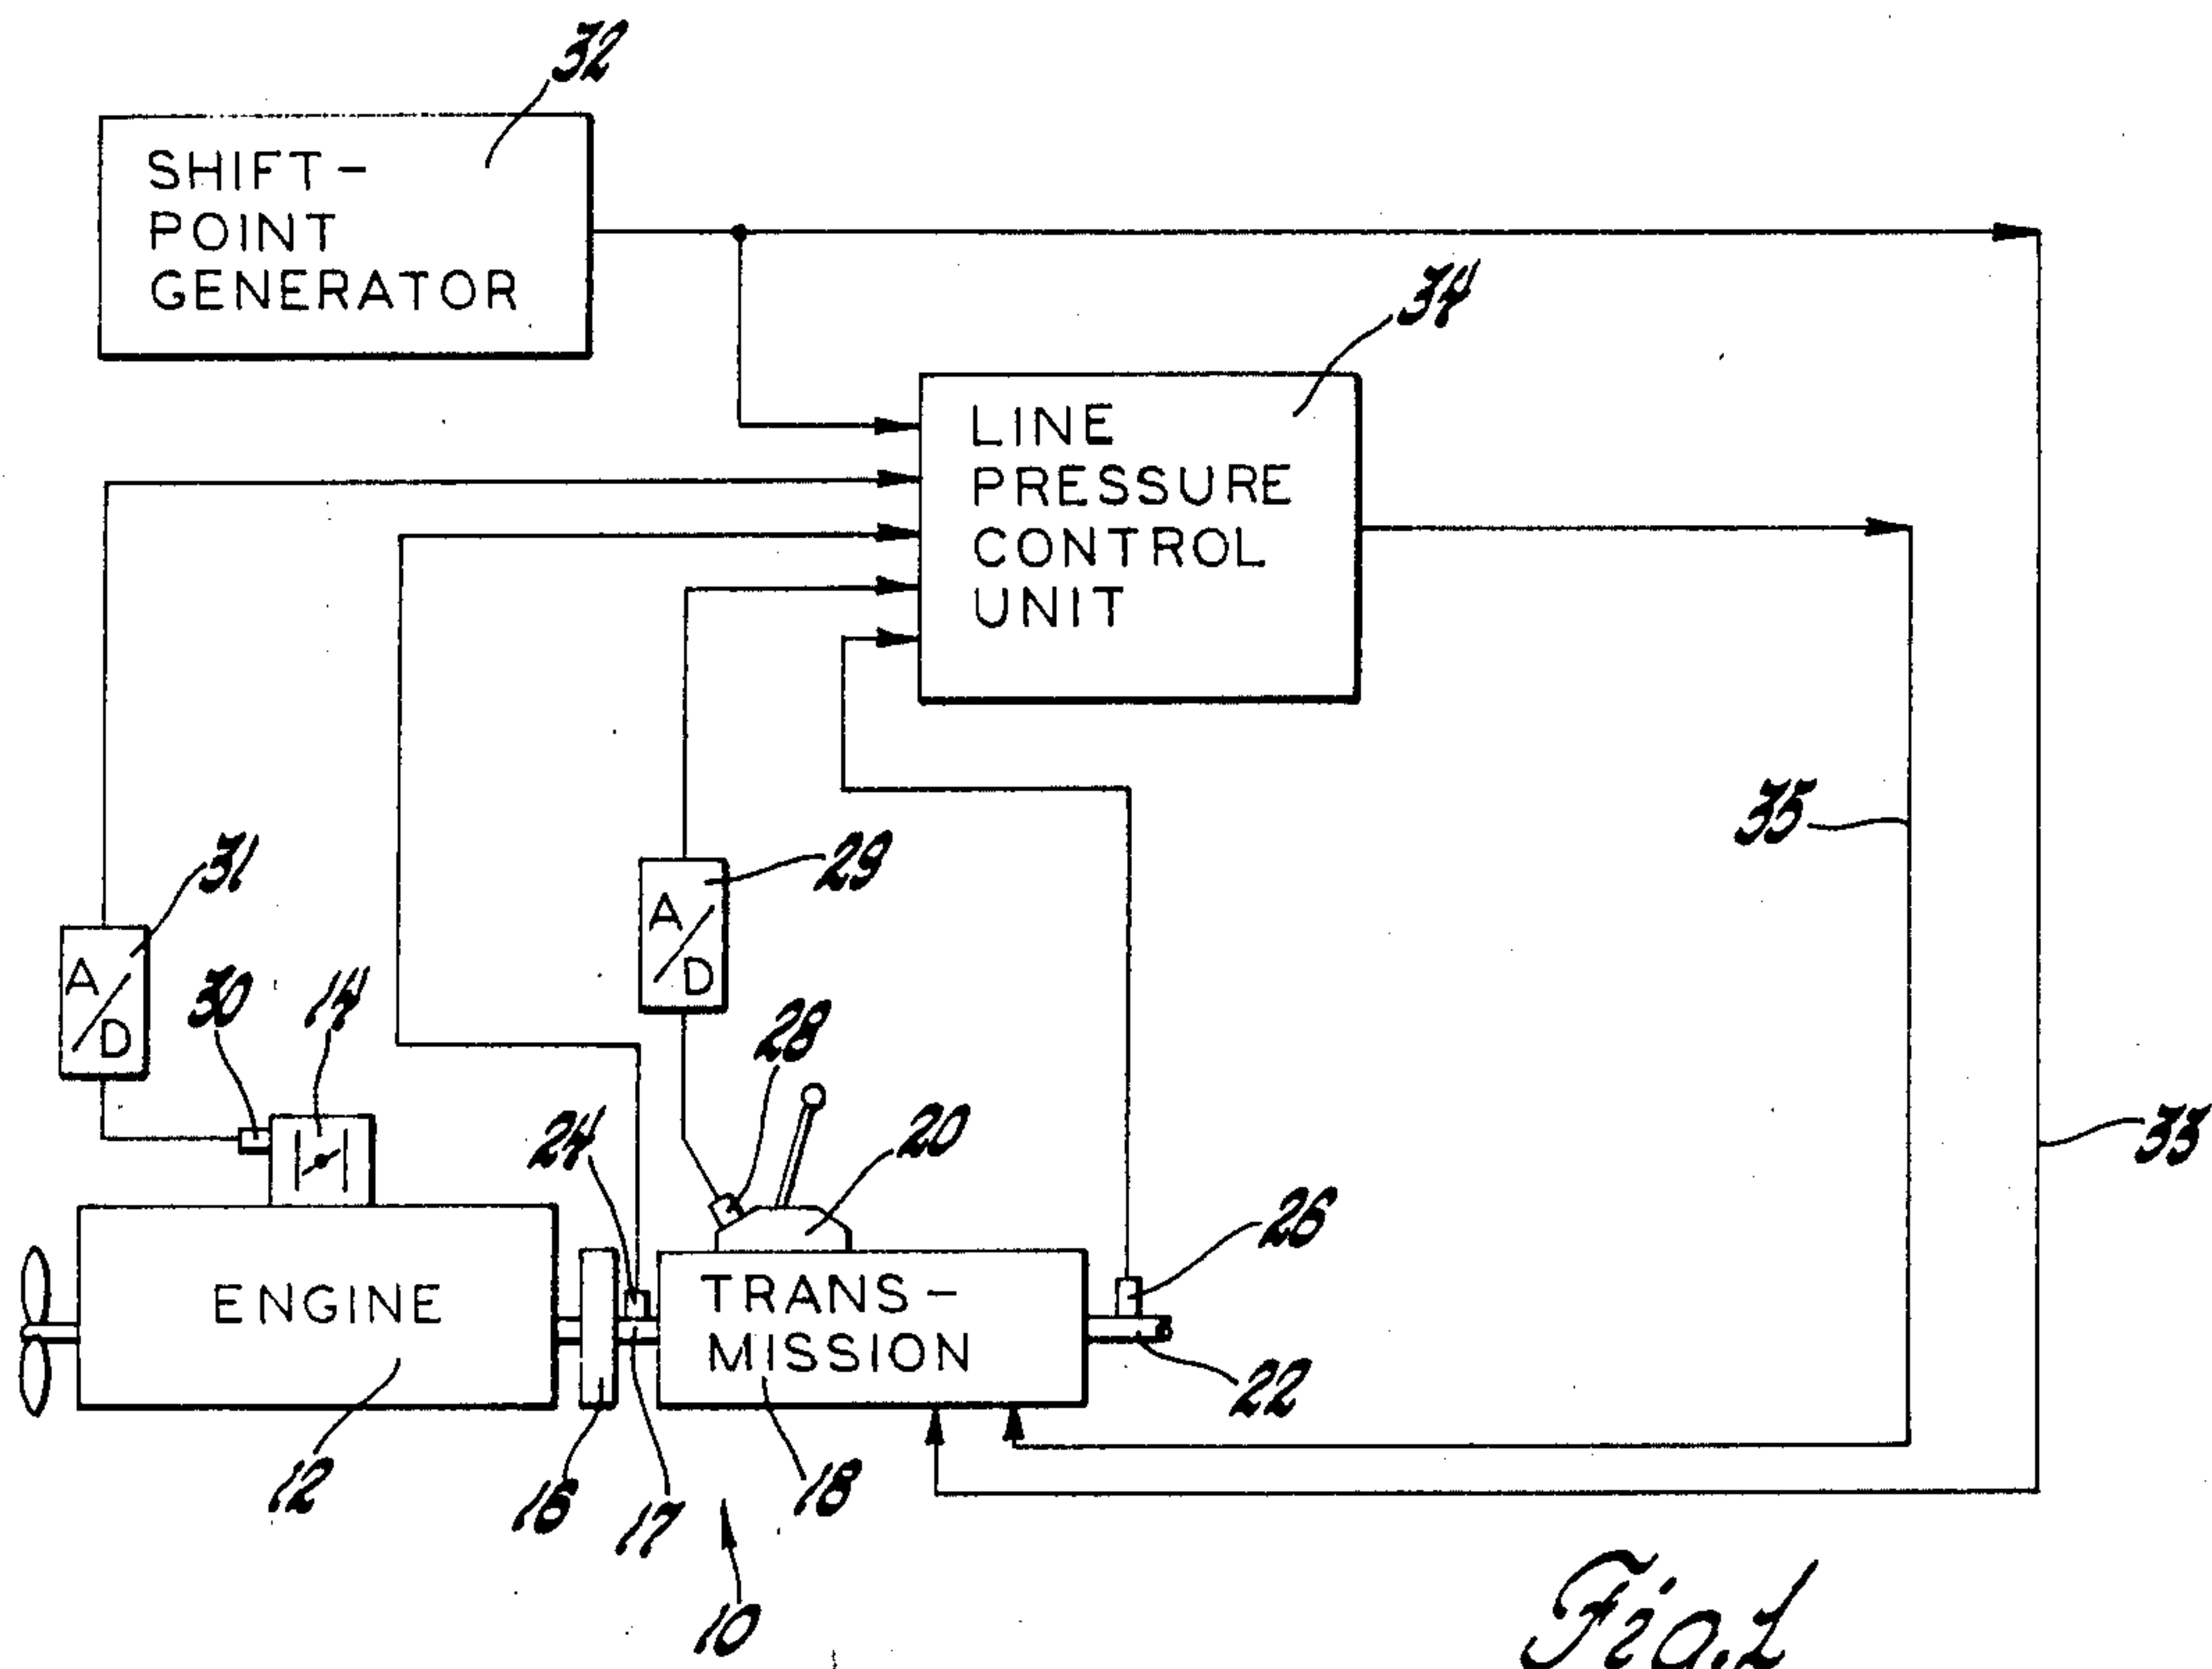 32
SHIFT-
POINT
GENERATOR
34
LINE
PRESSURE
CONTROL
UNIT
35
31
29
A/D
A/D
30
14
28
24
20
33
26
ENGINE
TRANS-
MISSION
22
12
16
17
18
10
Fig.1